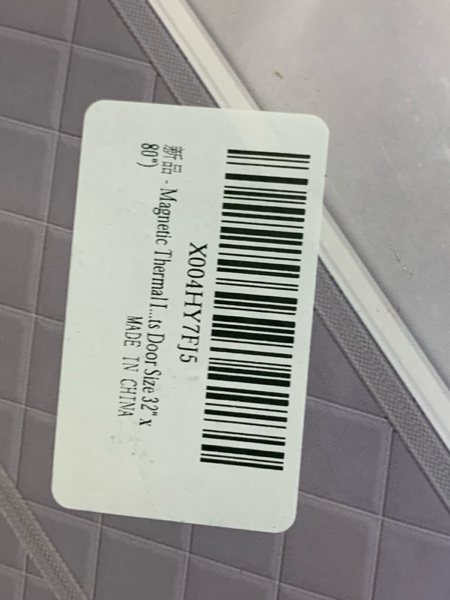 X004HY7FJ5
新品 - Magnetic Thermal I...ts Door Size 32" x
80")
MADE IN CHINA